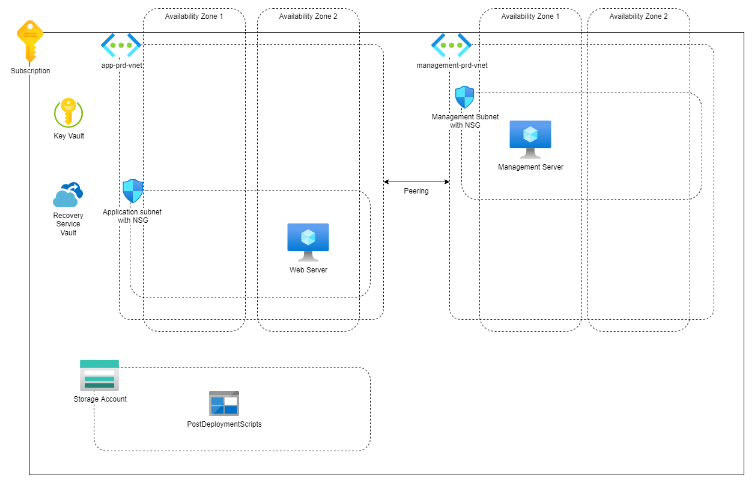 Availability Zone 1
Availability Zone 2
Availability Zone 1
Availability Zone 2
Subscription
app-prd-vnet
management-prd-vnet
Key Vault
Management Subnet
with NSG
Management Server
Peering
Recovery
Service
Vault
Application subnet
with NSG
Web Server
Storage Account
PostDeploymentScripts